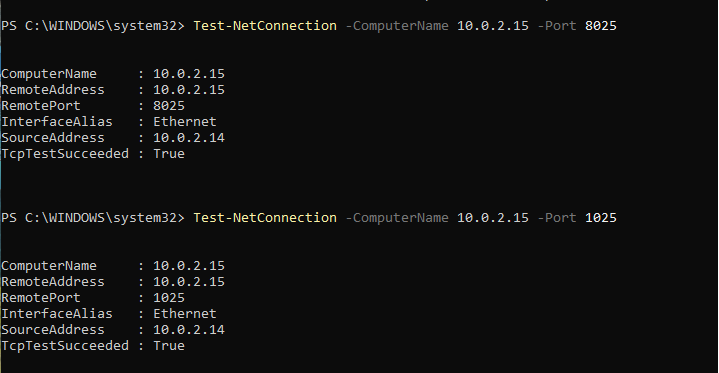 PS C:\WINDOWS\system32> Test-NetConnection -ComputerName 10.0.2.15 -Port 8025
ComputerName     : 10.0.2.15
RemoteAddress    : 10.0.2.15
RemotePort       : 8025
InterfaceAlias   : Ethernet
SourceAddress    : 10.0.2.14
TcpTestSucceeded : True
PS C:\WINDOWS\system32> Test-NetConnection -ComputerName 10.0.2.15 -Port 1025
ComputerName     : 10.0.2.15
RemoteAddress    : 10.0.2.15
RemotePort       : 1025
InterfaceAlias   : Ethernet
SourceAddress    : 10.0.2.14
TcpTestSucceeded : True